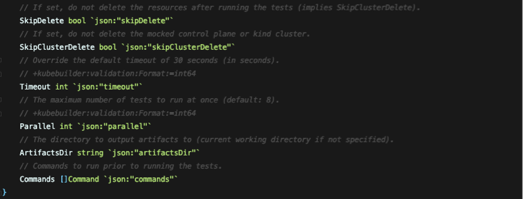 // If set, do not delete the resources after running the tests (implies SkipClusterDelete).
SkipDelete bool `json:"skipDelete"`
// If set, do not delete the mocked control plane or kind cluster.
SkipClusterDelete bool `json:"skipClusterDelete"`
// Override the default timeout of 30 seconds (in seconds).
// +kubebuilder:validation:Format:=int64
Timeout int `json:"timeout"`
// The maximum number of tests to run at once (default: 8).
// +kubebuilder:validation:Format:=int64
Parallel int `json:"parallel"`
// The directory to output artifacts to (current working directory if not specified).
ArtifactsDir string `json:"artifactsDir"`
// Commands to run prior to running the tests.
Commands []Command `json:"commands"`
}